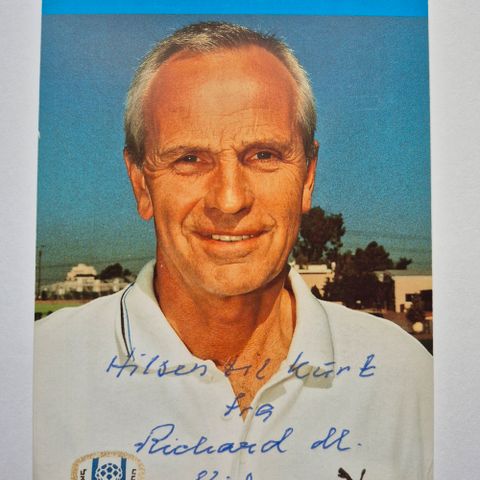 Hilsen til Kurt
fra
Richard M.